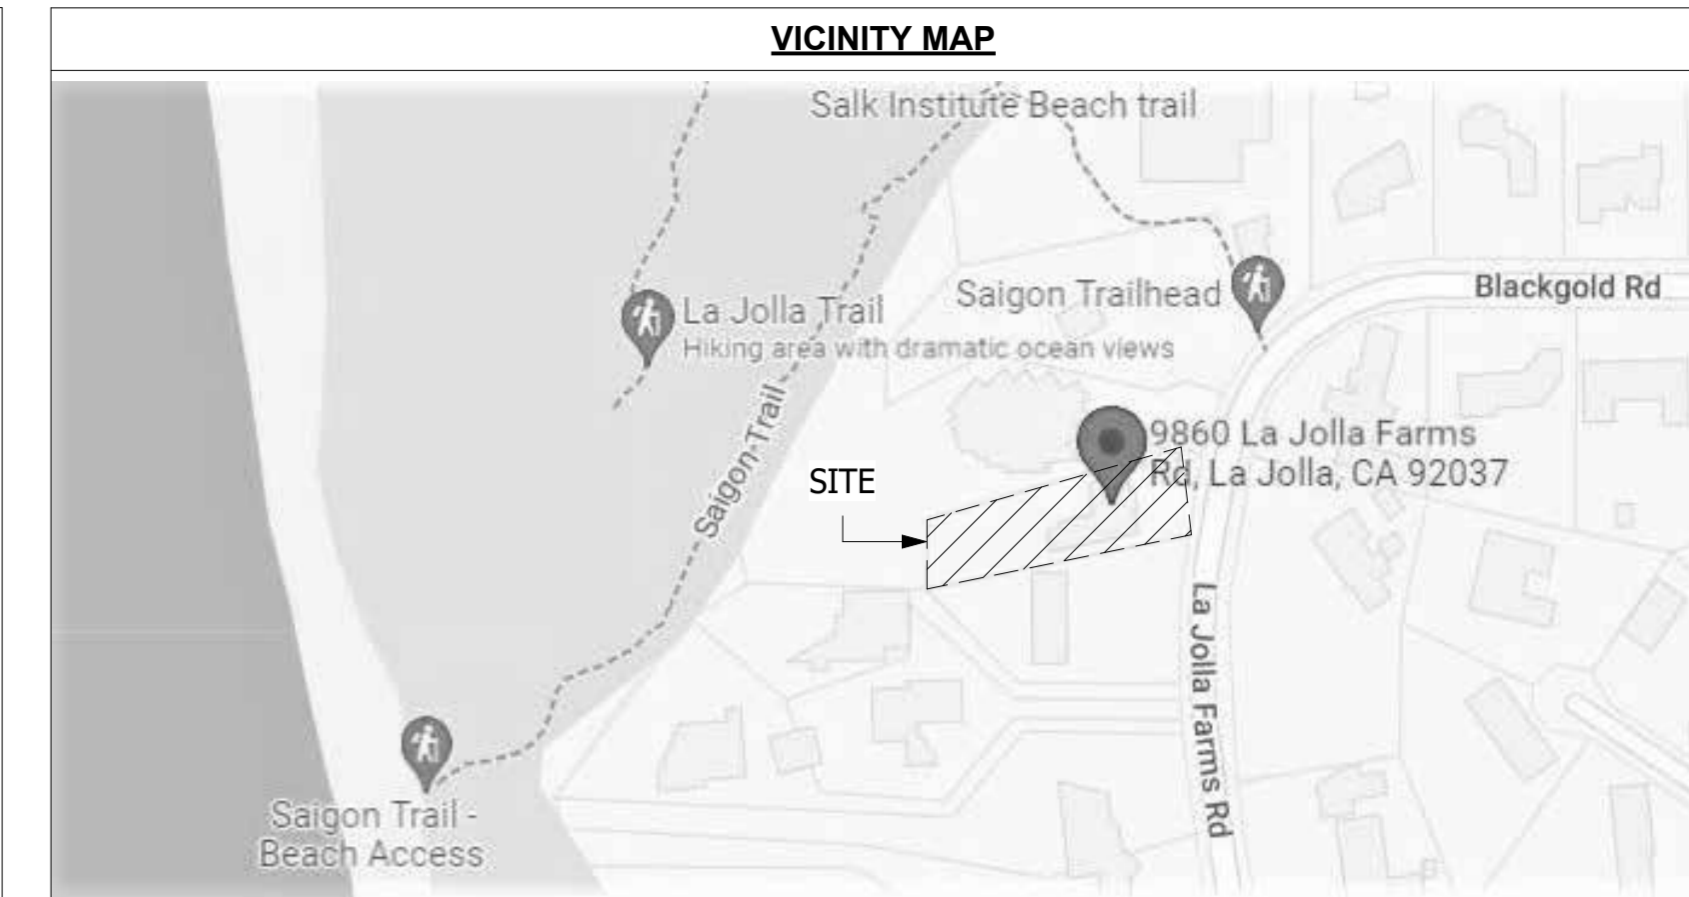 VICINITY MAP
Salk Institute Beach trail
Saigon Trailhead
Blackgold Rd
La Jolla Trail
Hiking area with dramatic ocean views
Saigon Trail
9860 La Jolla Farms
Rd, La Jolla, CA 92037
SITE
La Jolla Farms Rd
Saigon Trail -
Beach Access